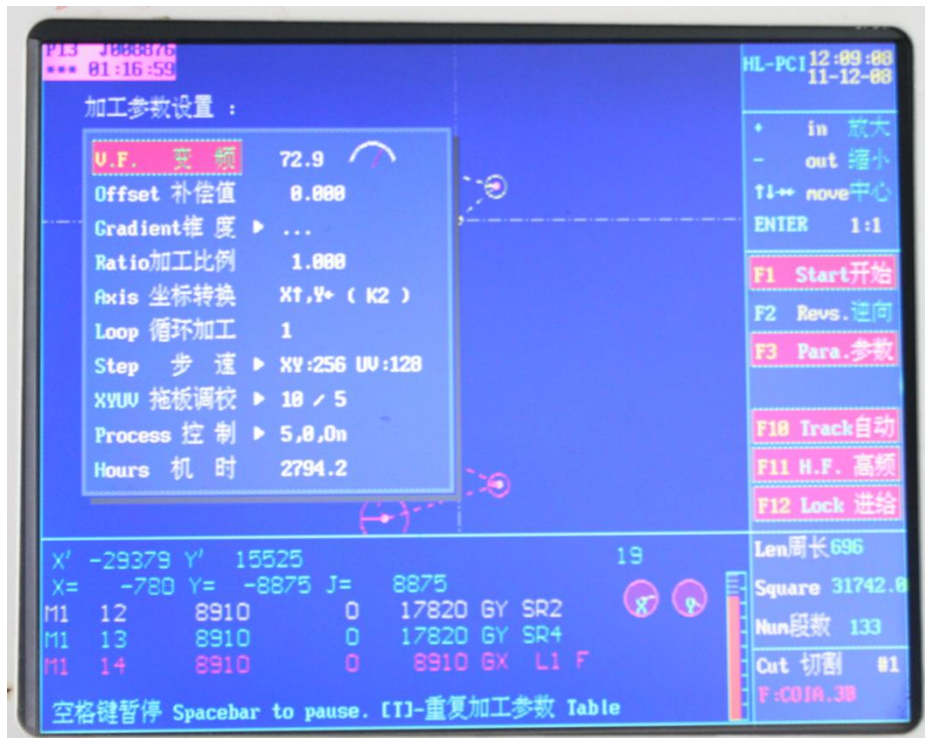 PI3 J008876
*** 01:16:59
加工参数设置 :
V.F. 变 频 72.9
Offset 补偿值 0.000
Gradient锥 度 ▶ ...
Ratio加工比例 1.000
Axis 坐标转换 X↑,Y← ( K2 )
Loop 循环加工 1
Step 步 速 ▶ XY:256 UV:128
XYUV 拖板调校 ▶ 10 / 5
Process 控 制 ▶ 5,0,On
Hours 机 时 2794.2
HL-PCI 12:09:08
11-12-08
+ in 放大
- out 缩小
↑↓←→ move中心
ENTER 1:1
F1 Start开始
F2 Revs.逆向
F3 Para.参数
F10 Track自动
F11 H.F. 高频
F12 Lock 进给
X' -29379 Y' 15525 19
X= -780 Y= -8875 J= 8875
M1 12 8910 0 17820 GY SR2
M1 13 8910 0 17820 GY SR4
M1 14 8910 0 8910 GX L1 F
X Y
空格键暂停 Spacebar to pause. [T]-重复加工参数 Table
Len周长696
Square 31742.0
Num段数 133
Cut 切割 #1
F:COIA.3B